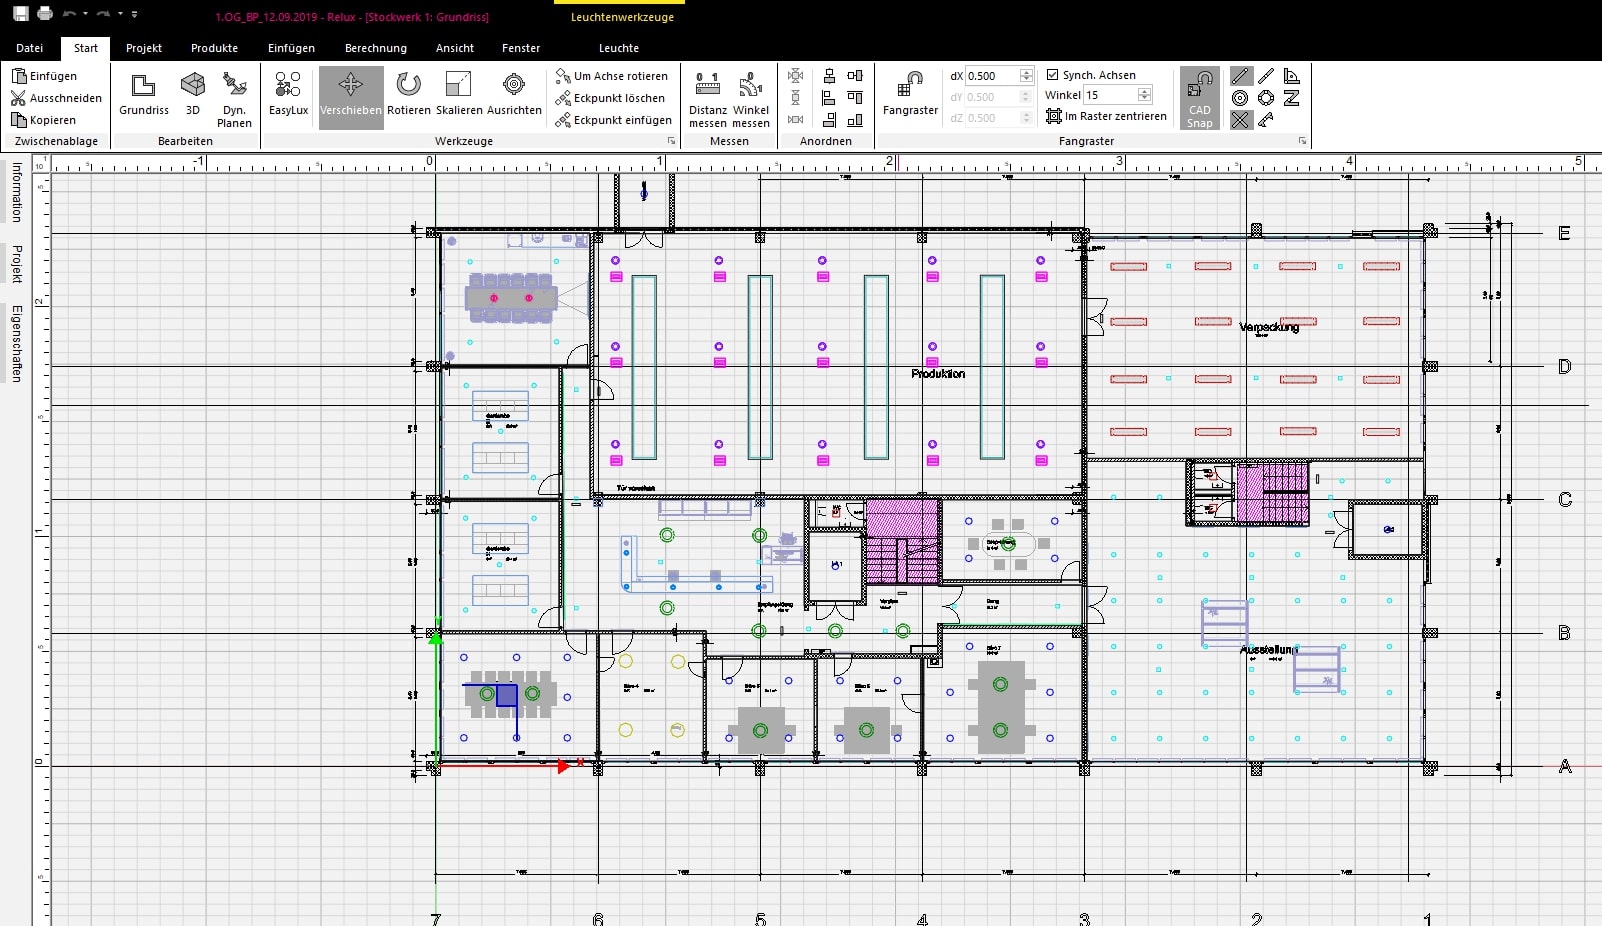 1.OG_BP_12.09.2019 - Relux - [Stockwerk 1: Grundriss]
Leuchtenwerkzeuge
Datei Start Projekt Produkte Einfügen Berechnung Ansicht Fenster Leuchte
Einfügen
Ausschneiden
Kopieren
Zwischenablage
Grundriss
3D
Dyn. Planen
Bearbeiten
EasyLux
Verschieben
Rotieren
Skalieren
Ausrichten
Um Achse rotieren
Eckpunkt löschen
Eckpunkt einfügen
Werkzeuge
Distanz messen
Winkel messen
Messen
Anordnen
Fangraster
dX 0.500
dY 0.500
dZ 0.500
Synch. Achsen
Winkel 15
Im Raster zentrieren
CAD Snap
Fangraster
-1 0 1 2 3 4 5
Information
Projekt
Eigenschaften
2
1
0
E
D
C
B
A
Verpackung
Produktion
Ausstellung
X
7 6 5 4 3 2 1